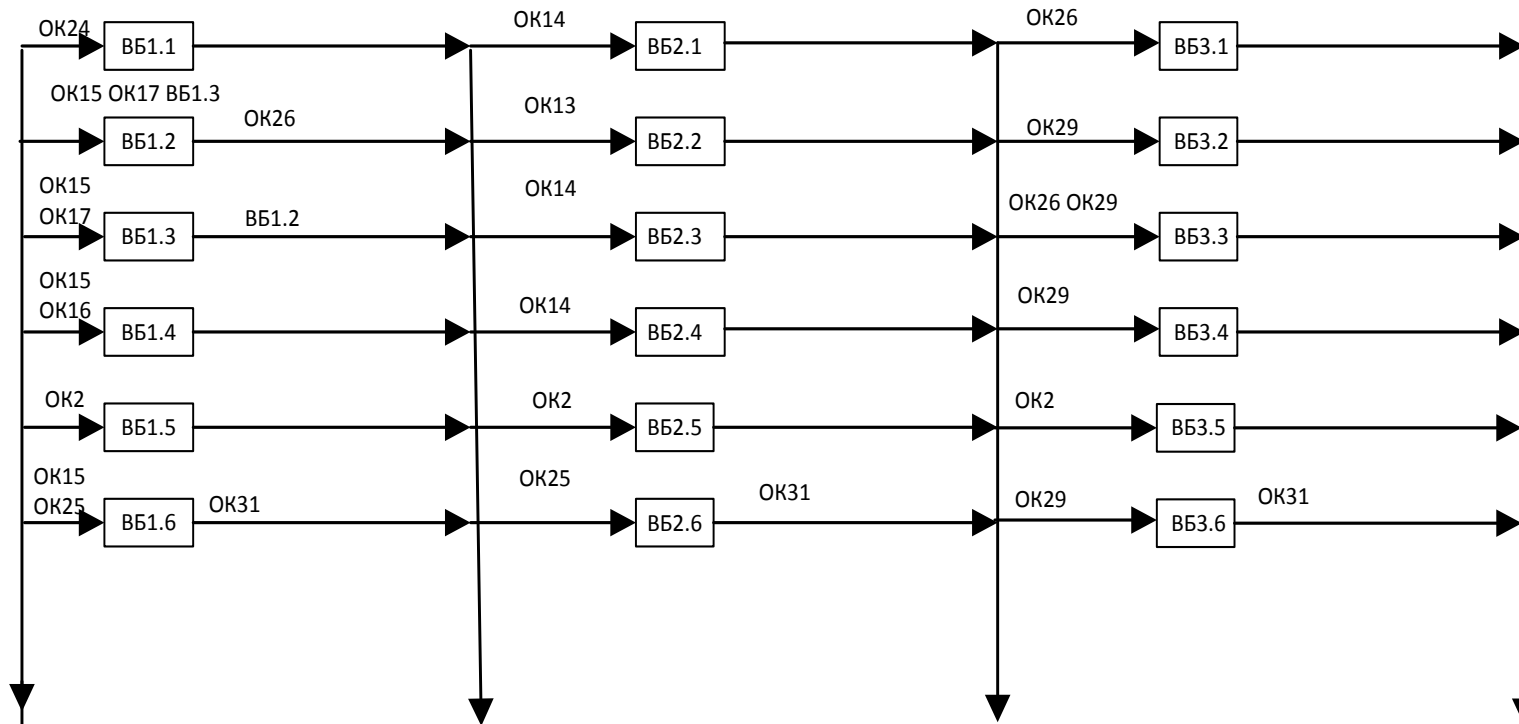 ОК24 ОК14 ОК26
ВБ1.1 ВБ2.1 ВБ3.1
ОК15 ОК17 ВБ1.3
ОК26 ОК13 ОК29
ВБ1.2 ВБ2.2 ВБ3.2
ОК15 ОК14
ОК17 ВБ1.2 ОК26 ОК29
ВБ1.3 ВБ2.3 ВБ3.3
ОК15
ОК16 ОК14 ОК29
ВБ1.4 ВБ2.4 ВБ3.4
ОК2 ОК2 ОК2
ВБ1.5 ВБ2.5 ВБ3.5
ОК15
ОК25 ОК31 ОК25 ОК31 ОК29 ОК31
ВБ1.6 ВБ2.6 ВБ3.6